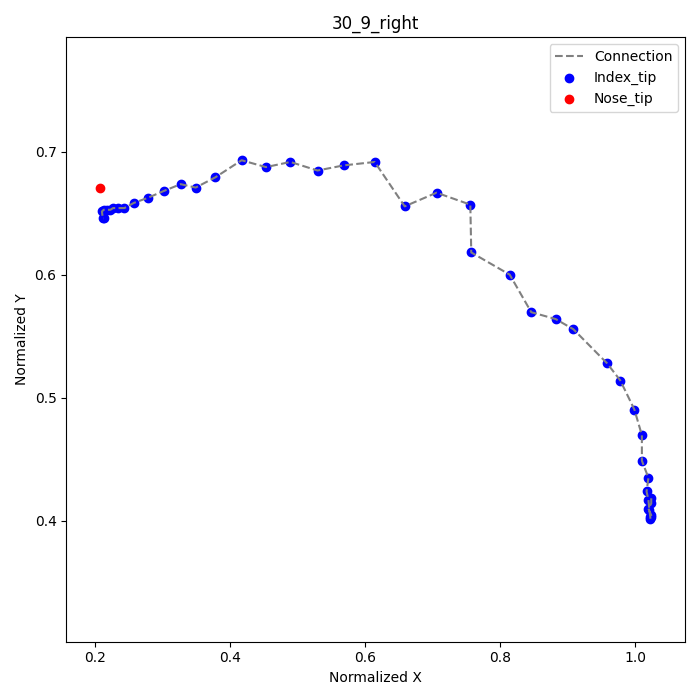 30_9_right
Connection
Index_tip
Nose_tip
0.7
0.6
0.5
0.4
Normalized Y
0.2 0.4 0.6 0.8 1.0
Normalized X